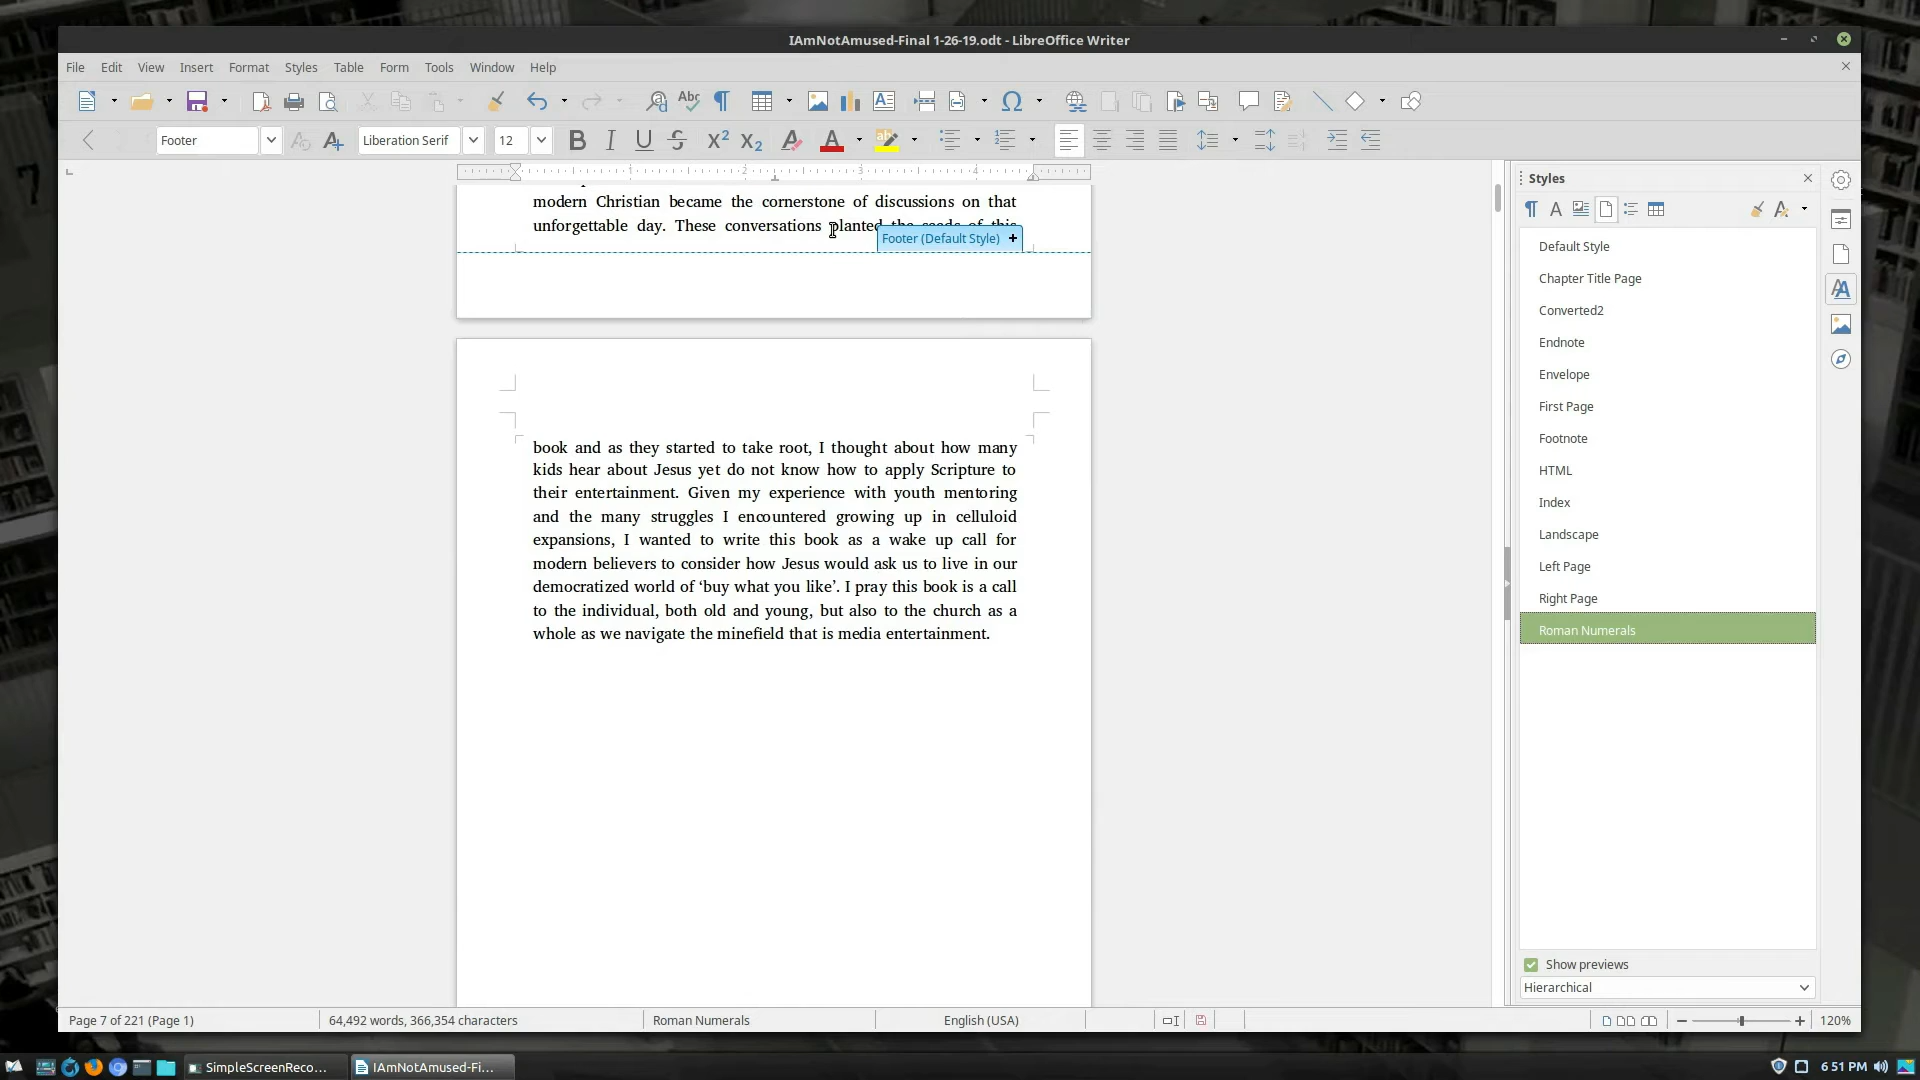 IAmNotAmused-Final 1-26-19.odt - LibreOffice Writer
File Edit View Insert Format Styles Table Form Tools Window Help
Footer Liberation Serif 12
2 3 4
Styles
modern Christian became the cornerstone of discussions on that
unforgettable day. These conversations planted the seeds of this
Footer (Default Style) +
book and as they started to take root, I thought about how many
kids hear about Jesus yet do not know how to apply Scripture to
their entertainment. Given my experience with youth mentoring
and the many struggles I encountered growing up in celluloid
expansions, I wanted to write this book as a wake up call for
modern believers to consider how Jesus would ask us to live in our
democratized world of ‘buy what you like’. I pray this book is a call
to the individual, both old and young, but also to the church as a
whole as we navigate the minefield that is media entertainment.
Default Style
Chapter Title Page
Converted2
Endnote
Envelope
First Page
Footnote
HTML
Index
Landscape
Left Page
Right Page
Roman Numerals
Show previews
Hierarchical
Page 7 of 221 (Page 1) 64,492 words, 366,354 characters Roman Numerals English (USA) 120%
SimpleScreenReco... IAmNotAmused-Fi... 6 51 PM